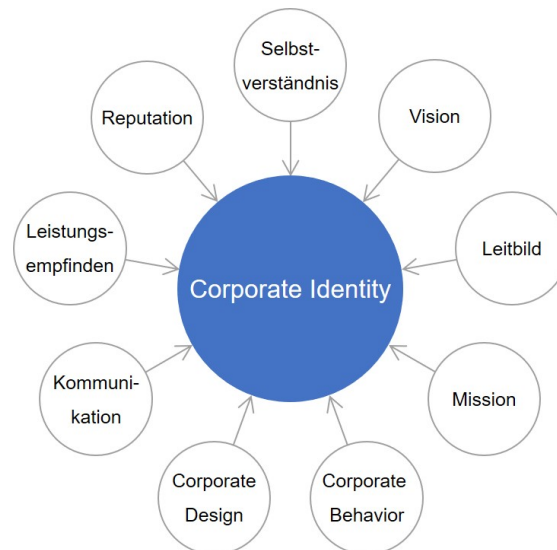 Selbst-
verständnis
Vision
Leitbild
Mission
Corporate
Behavior
Corporate
Design
Kommuni-
kation
Leistungs-
empfinden
Reputation
Corporate Identity